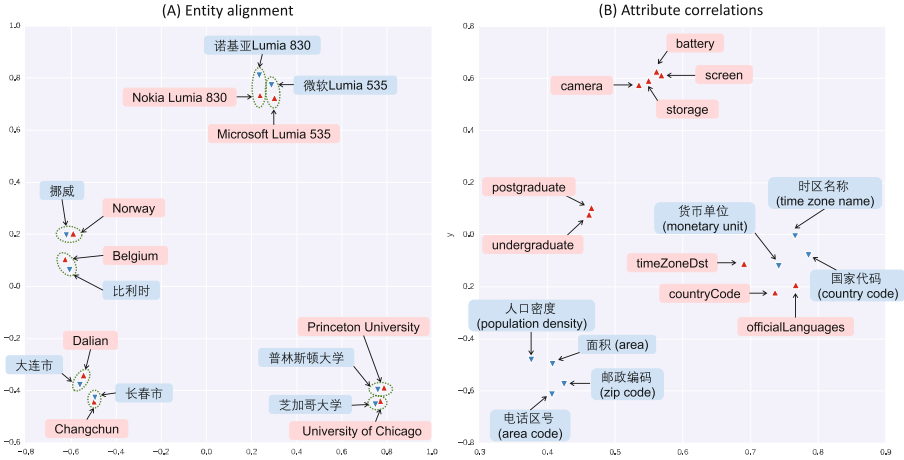 (A) Entity alignment
1.0
0.8
0.6
0.4
0.2
0.0
−0.2
−0.4
−0.6
−0.8
−0.6
−0.4
−0.2
0.0
0.2
0.4
0.6
0.8
1.0
诺基亚Lumia 830
微软Lumia 535
Nokia Lumia 830
Microsoft Lumia 535
挪威
Norway
Belgium
比利时
Dalian
大连市
长春市
Changchun
Princeton University
普林斯顿大学
芝加哥大学
University of Chicago
(B) Attribute correlations
0.8
0.6
0.4
0.2
y
0.0
−0.2
−0.4
−0.6
−0.8
0.3
0.4
0.5
0.6
0.7
0.8
0.9
battery
camera
screen
storage
postgraduate
undergraduate
时区名称
(time zone name)
货币单位
(monetary unit)
timeZoneDst
国家代码
(country code)
countryCode
officialLanguages
人口密度
(population density)
面积 (area)
邮政编码
(zip code)
电话区号
(area code)